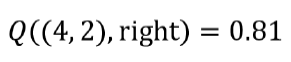 Q((4, 2), right) = 0.81